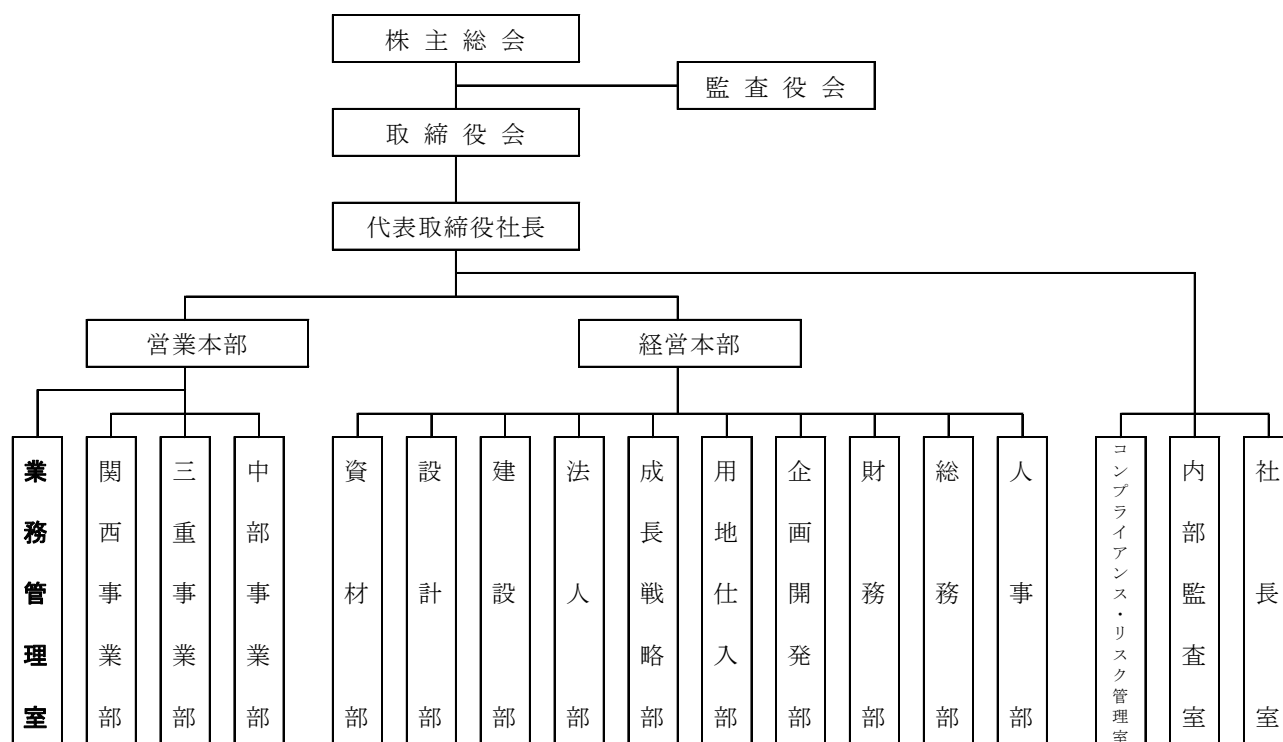 株主総会
監査役会
取締役会
代表取締役社長
営業本部
経営本部
業務管理室
関西事業部
三重事業部
中部事業部
資材部
設計部
建設部
法人部
成長戦略部
用地仕入部
企画開発部
財務部
総務部
人事部
コンプライアンス・リスク管理室
内部監査室
社長室